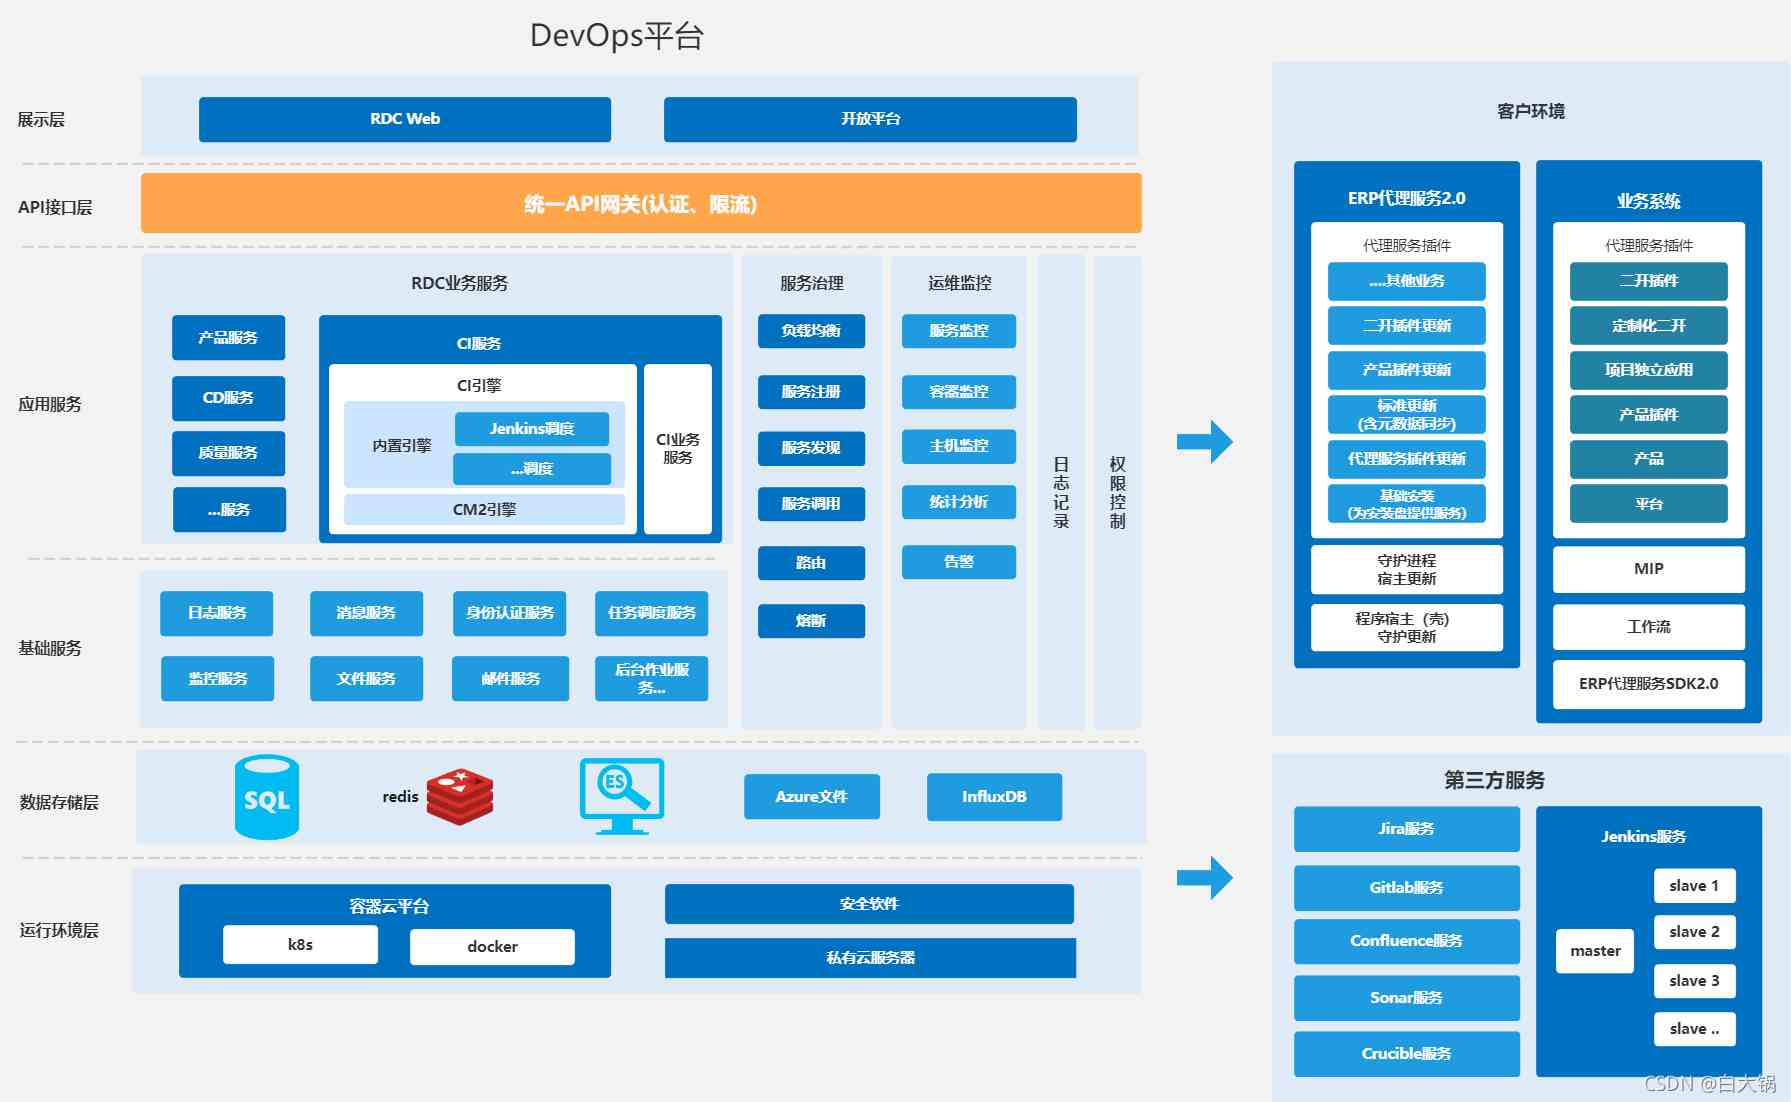 DevOps平台
展示层
RDC Web
开放平台
API接口层
统一API网关(认证、限流)
应用服务
RDC业务服务
产品服务
CD服务
质量服务
...服务
CI服务
CI引擎
内置引擎
Jenkins调度
...调度
CM2引擎
CI业务
服务
服务治理
负载均衡
服务注册
服务发现
服务调用
路由
熔断
运维监控
服务监控
容器监控
主机监控
统计分析
告警
日志记录
权限控制
基础服务
日志服务
消息服务
身份认证服务
任务调度服务
监控服务
文件服务
邮件服务
后台作业服
务...
数据存储层
SQL
redis
ES
Azure文件
InfluxDB
运行环境层
容器云平台
k8s
docker
安全软件
私有云服务器
客户环境
ERP代理服务2.0
代理服务插件
....其他业务
二开插件更新
产品插件更新
标准更新
(含元数据同步)
代理服务插件更新
基础安装
(为安装盘提供服务)
守护进程
宿主更新
程序宿主（壳）
守护更新
业务系统
代理服务插件
二开插件
定制化二开
项目独立应用
产品插件
产品
平台
MIP
工作流
ERP代理服务SDK2.0
第三方服务
Jira服务
Gitlab服务
Confluence服务
Sonar服务
Crucible服务
Jenkins服务
master
slave 1
slave 2
slave 3
slave ..
CSDN @白大锅